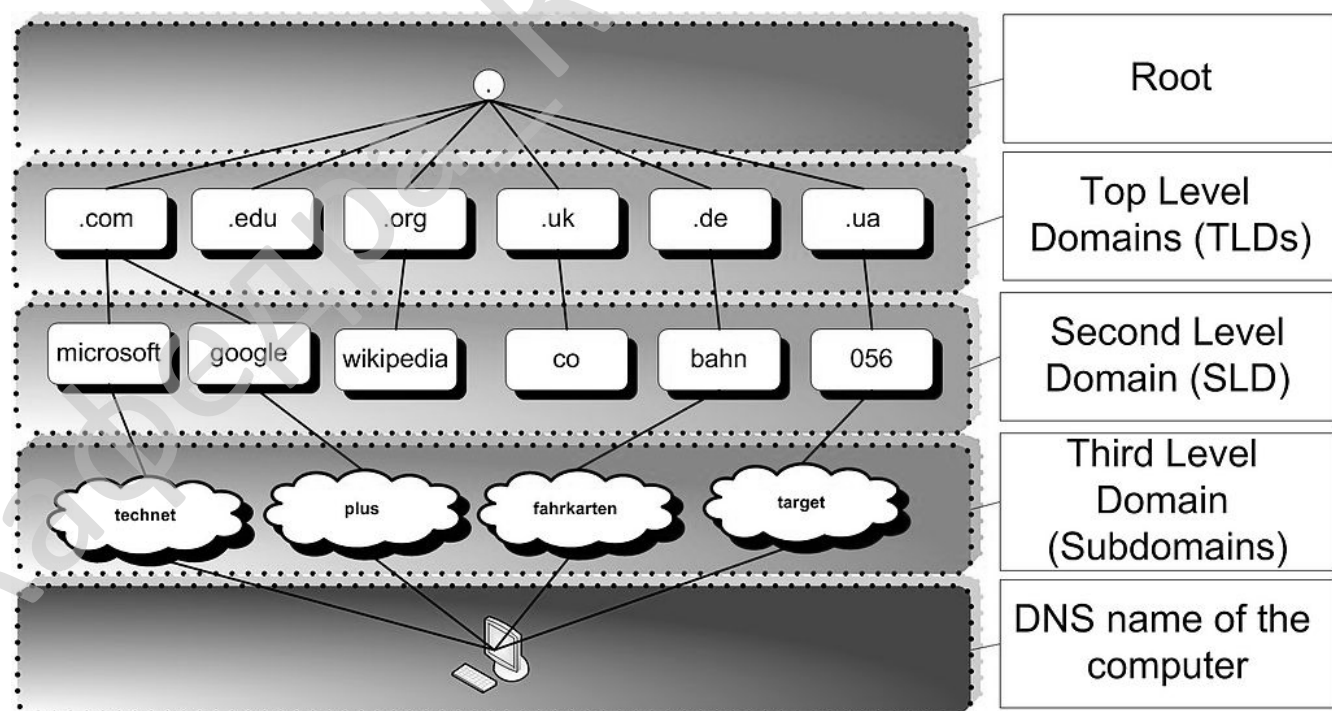 .
Root
.com
.edu
.org
.uk
.de
.ua
Top Level
Domains (TLDs)
microsoft
google
wikipedia
co
bahn
056
Second Level
Domain (SLD)
technet
plus
fahrkarten
target
Third Level
Domain
(Subdomains)
DNS name of the
computer